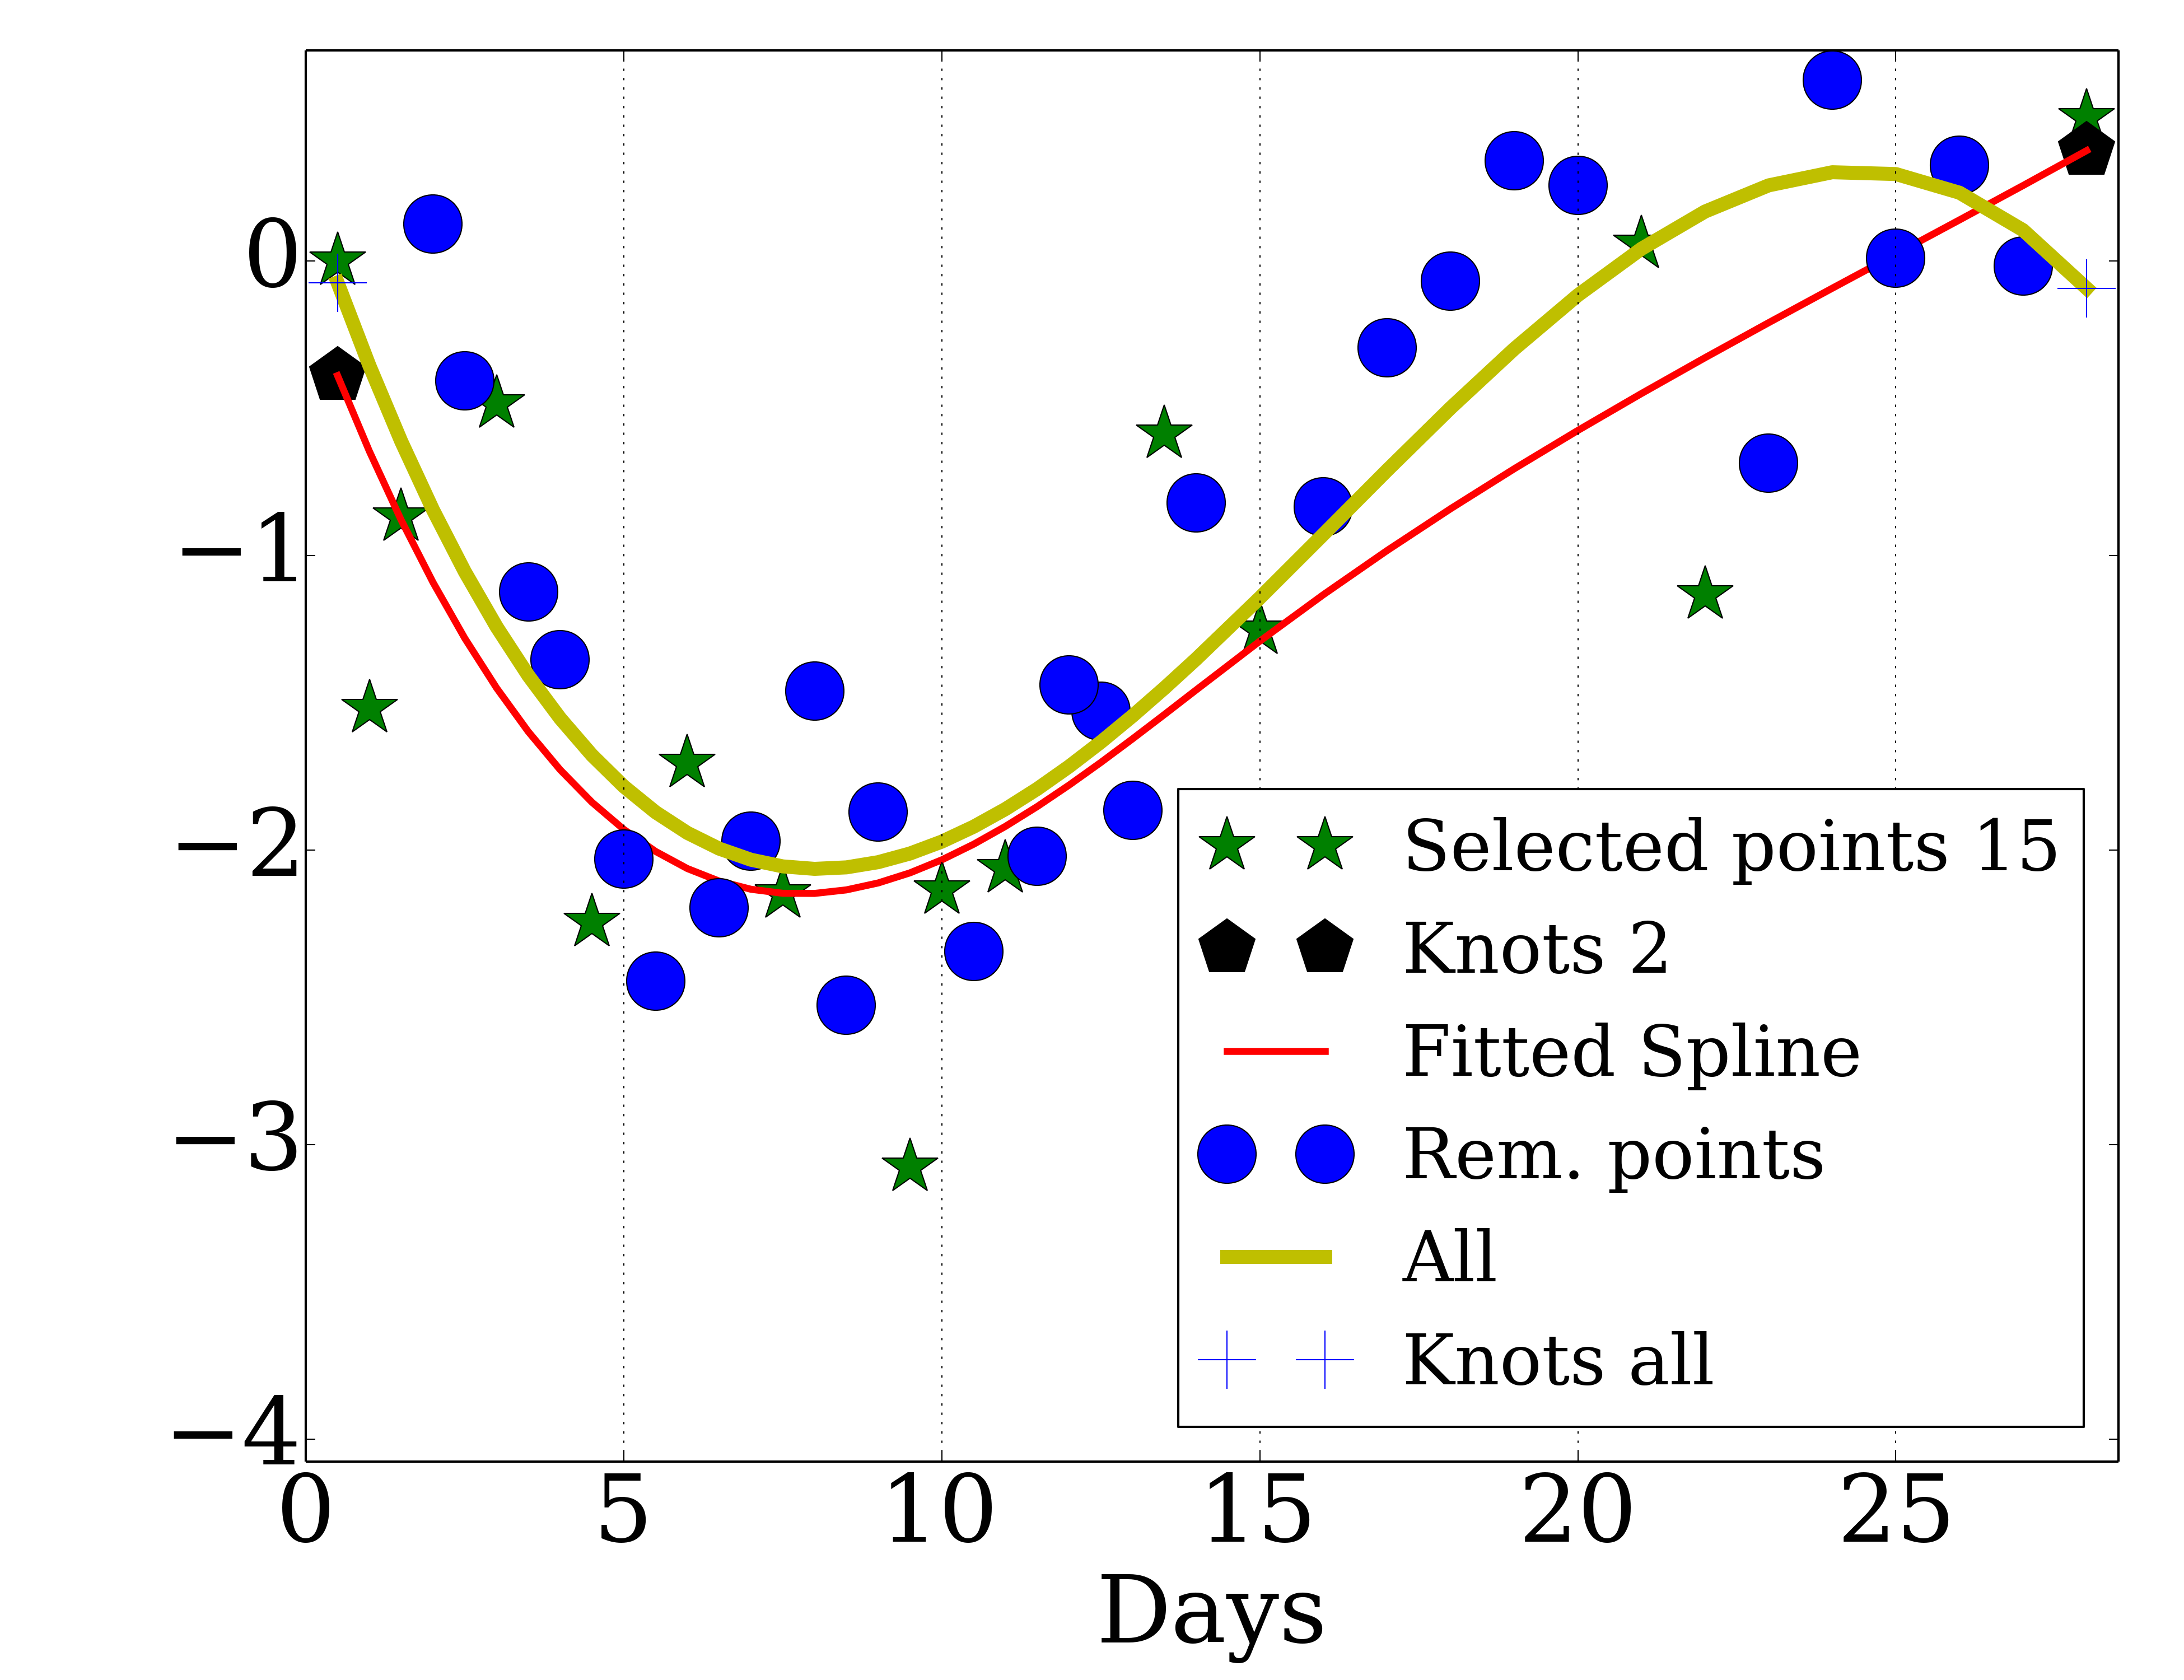 0
−1
−2
−3
−4
0 5 10 15 20 25
Days
Selected points 15
Knots 2
Fitted Spline
Rem. points
All
Knots all